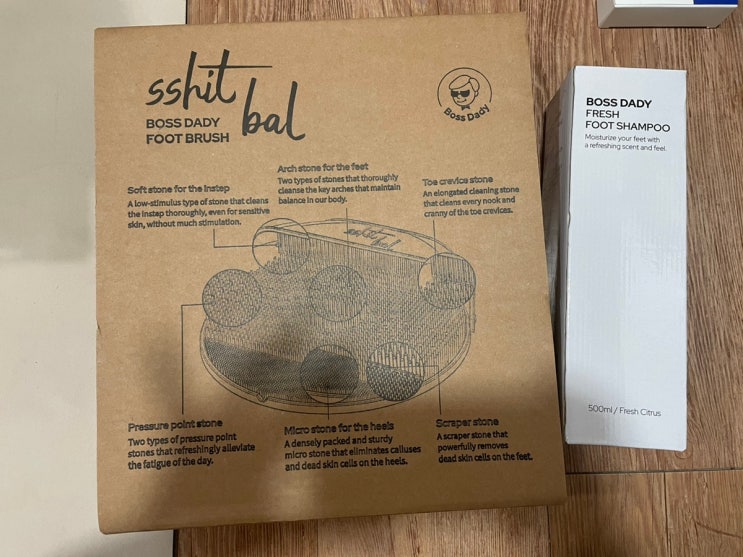 sshit
bal
BOSS DADY
FOOT BRUSH
Boss Dady
Arch stone for the feet
Two types of stones that thoroughly
cleanse the key arches that maintain
balance in our body.
Soft stone for the instep
A low-stimulus type of stone that cleans
the instep thoroughly, even for sensitive
skin, without much stimulation.
Toe crevice stone
An elongated cleaning stone
that cleans every nook and
cranny of the toe crevices.
sshit bal
Pressure point stone
Two types of pressure point
stones that refreshingly alleviate
the fatigue of the day.
Micro stone for the heels
A densely packed and sturdy
micro stone that eliminates calluses
and dead skin cells on the heels.
Scraper stone
A scraper stone that
powerfully removes
dead skin cells on the feet.
BOSS DADY
FRESH
FOOT SHAMPOO
Moisturize your feet with
a refreshing scent and feel.
500ml / Fresh Citrus